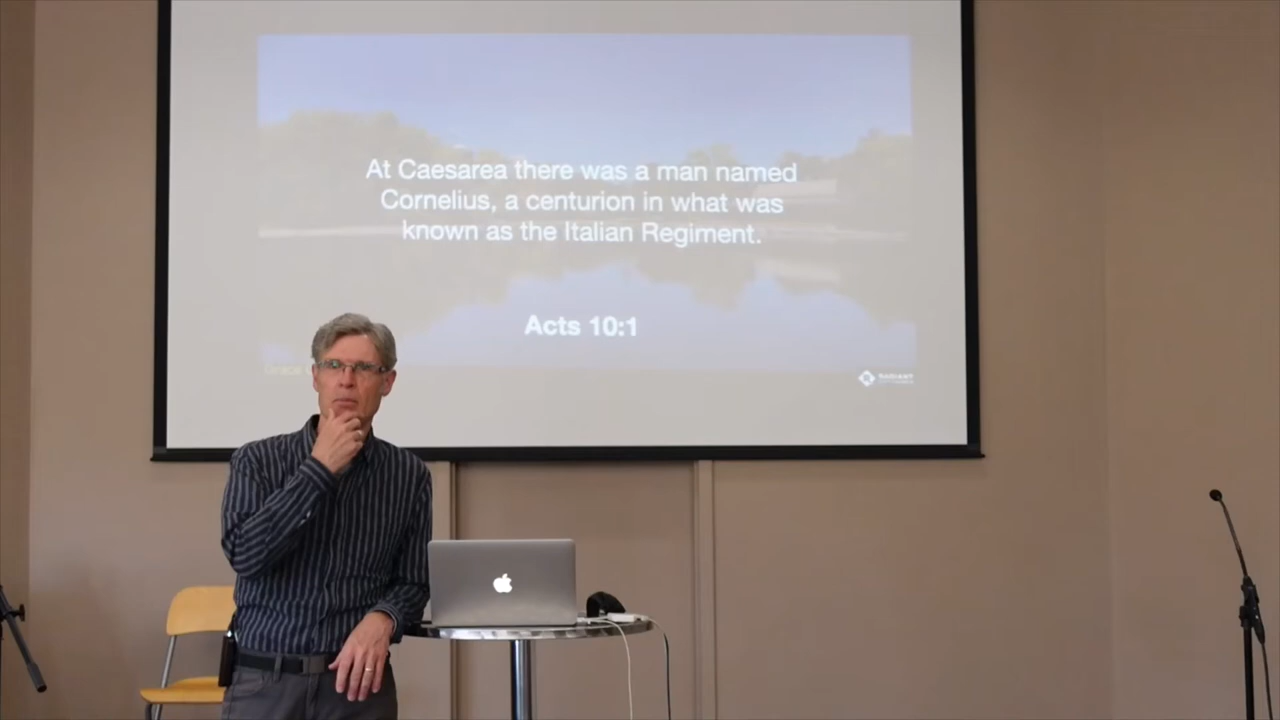 At Caesarea there was a man named
Cornelius, a centurion in what was
known as the Italian Regiment.
Acts 10:1
RADIANT